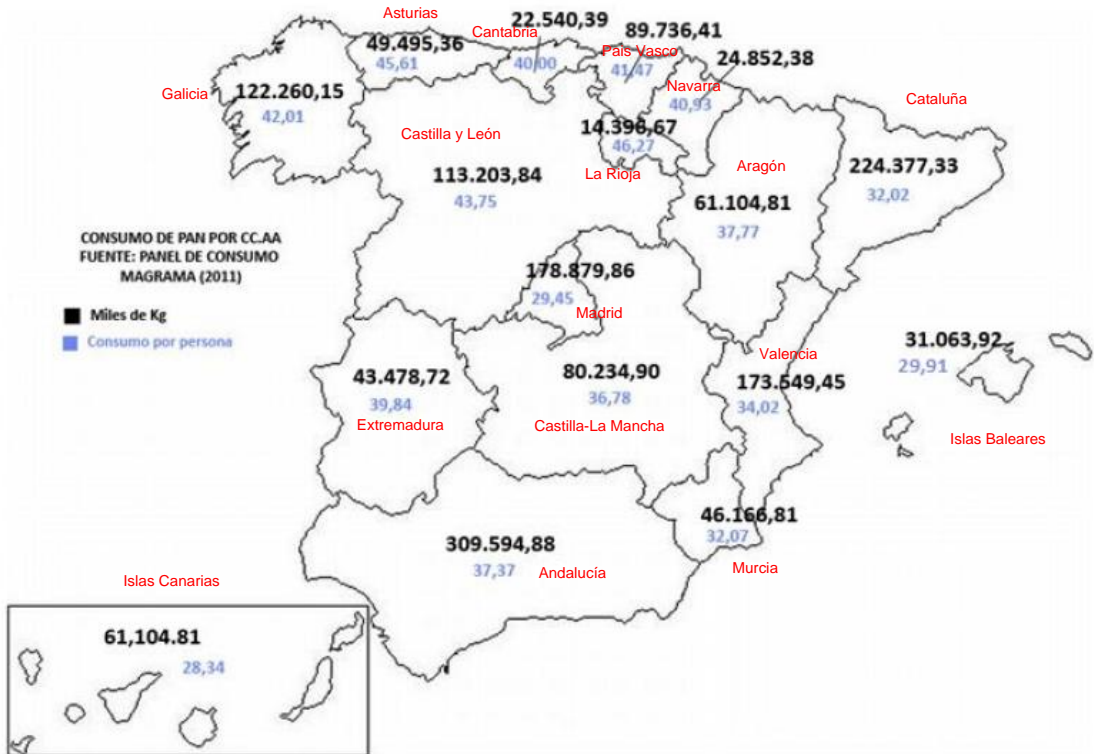 Asturias
22.540,39
89.736,41
49.495,36
Cantabria
País Vasco
24.852,38
45,61
40,00
41,47
Navarra
Galicia
122.260,15
40,93
Cataluña
42,01
Castilla y León
14.396,67
46,27
224.377,33
113.203,84
La Rioja
Aragón
32,02
43,75
61.104,81
37,77
CONSUMO DE PAN POR CC.AA
FUENTE: PANEL DE CONSUMO
MAGRAMA (2011)
Miles de Kg
Consumo por persona
178.879,86
29,45
Madrid
31.063,92
29,91
Valencia
43.478,72
80.234,90
173.549,45
39,84
36,78
34,02
Extremadura
Castilla-La Mancha
Islas Baleares
46.166,81
32,07
309.594,88
37,37
Andalucía
Murcia
Islas Canarias
61,104.81
28,34